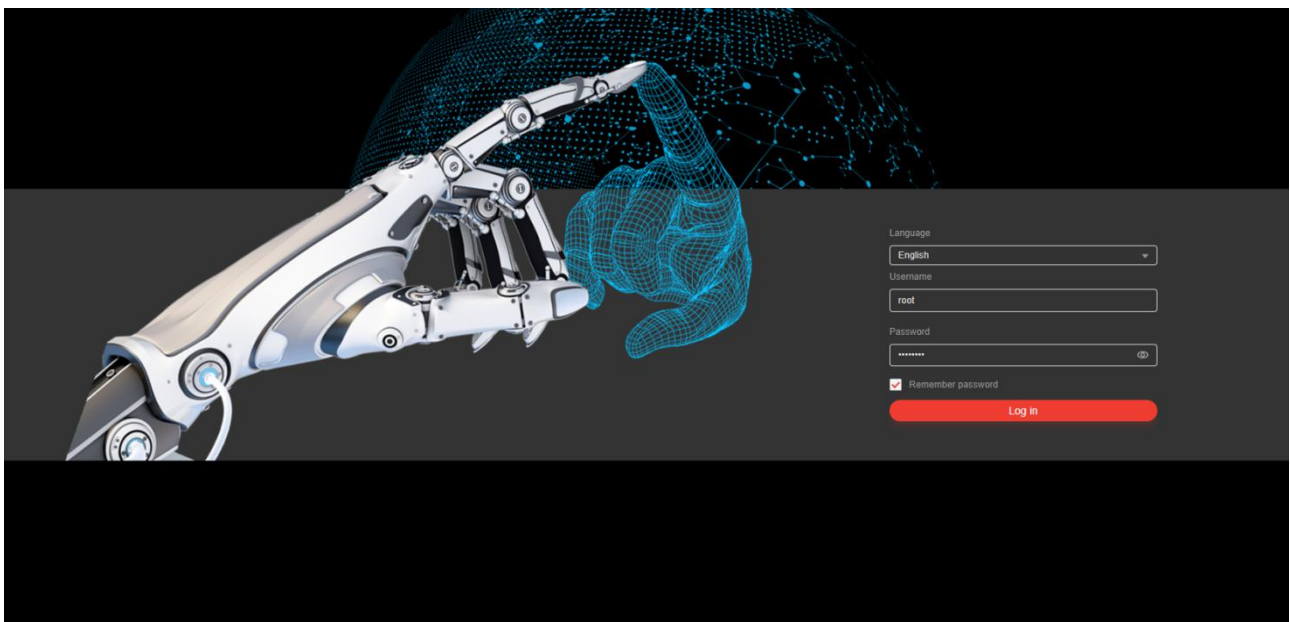 Language
English
Username
root
Password
••••••••
Remember password
Log in